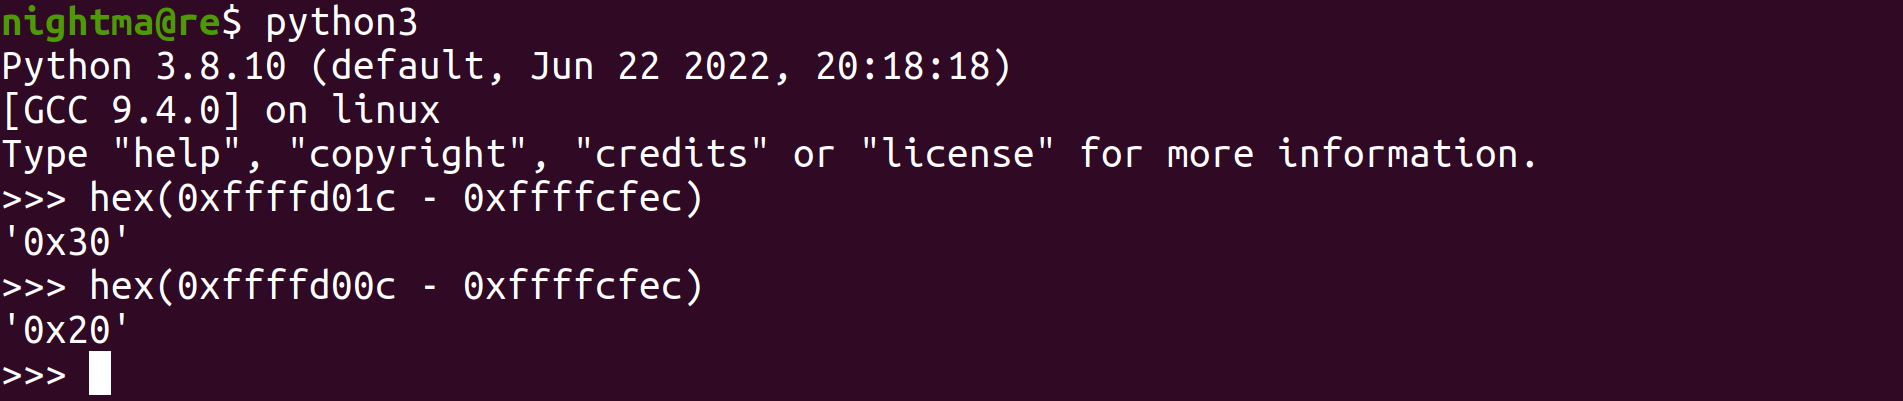 nightma@re$ python3
Python 3.8.10 (default, Jun 22 2022, 20:18:18)
[GCC 9.4.0] on linux
Type "help", "copyright", "credits" or "license" for more information.
>>> hex(0xffffd01c - 0xffffcfec)
'0x30'
>>> hex(0xffffd00c - 0xffffcfec)
'0x20'
>>>